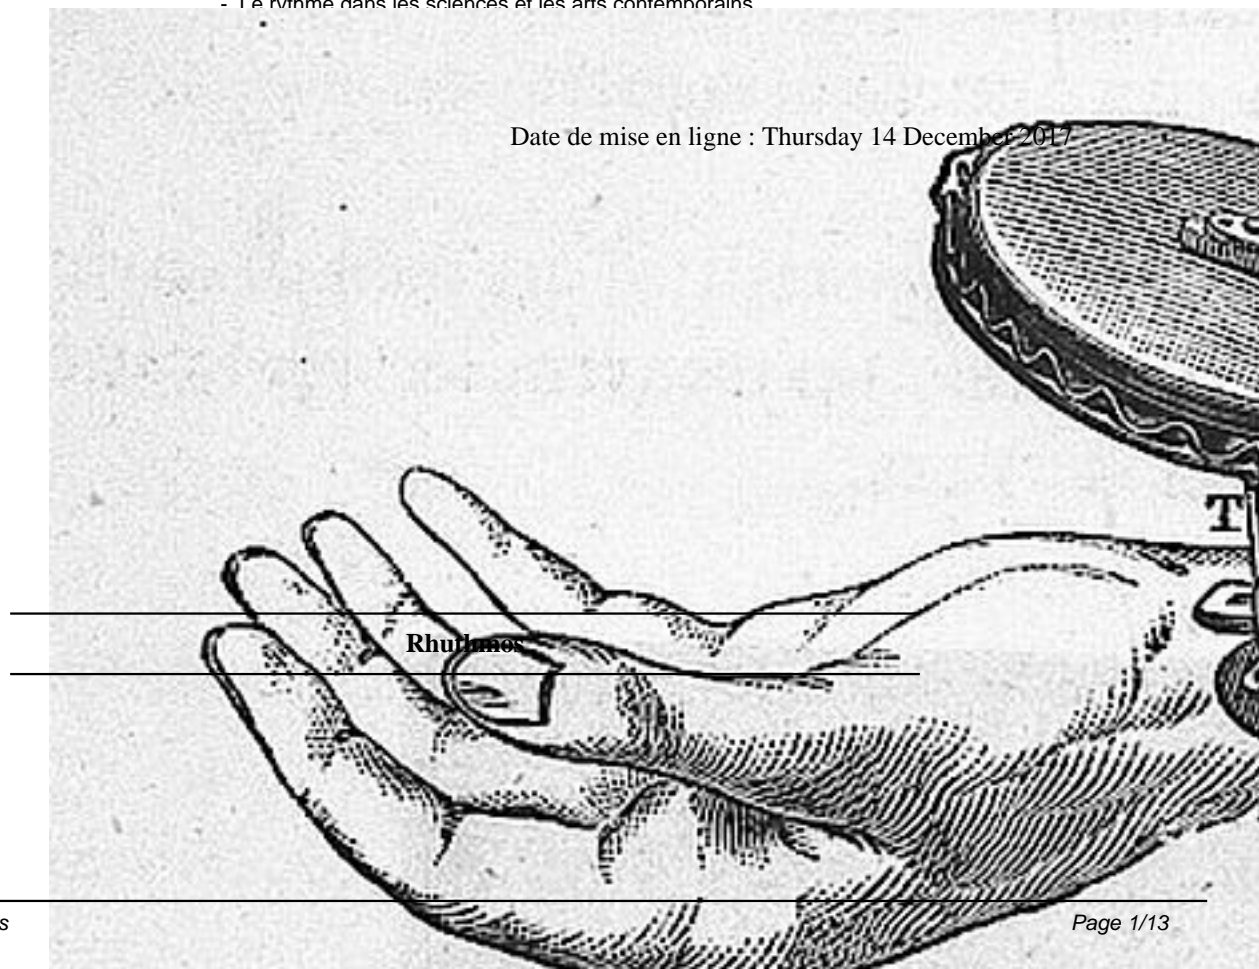 - Le rythme dans les sciences et les arts contemporains
Date de mise en ligne : Thursday 14 December 2017
T
Rhuthmos
s
Page 1/13